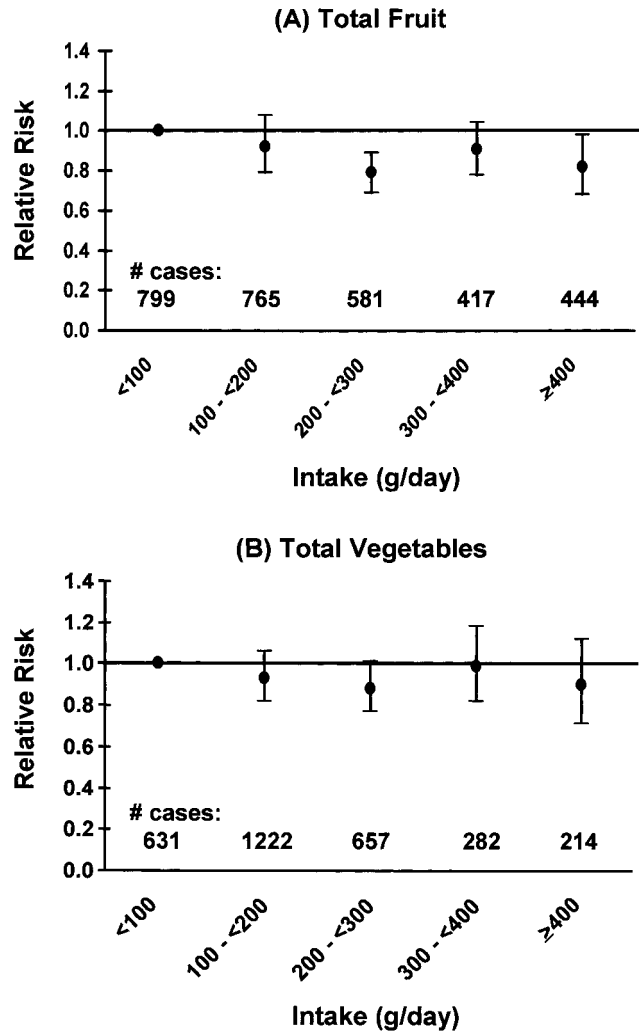 (A) Total Fruit
1.4
1.2
1.0
0.8
0.6
0.4
0.2
0.0
Relative Risk
# cases:
799 765 581 417 444
<100 100 - <200 200 - <300 300 - <400 ≥400
Intake (g/day)
(B) Total Vegetables
1.4
1.2
1.0
0.8
0.6
0.4
0.2
0.0
Relative Risk
# cases:
631 1222 657 282 214
<100 100 - <200 200 - <300 300 - <400 ≥400
Intake (g/day)